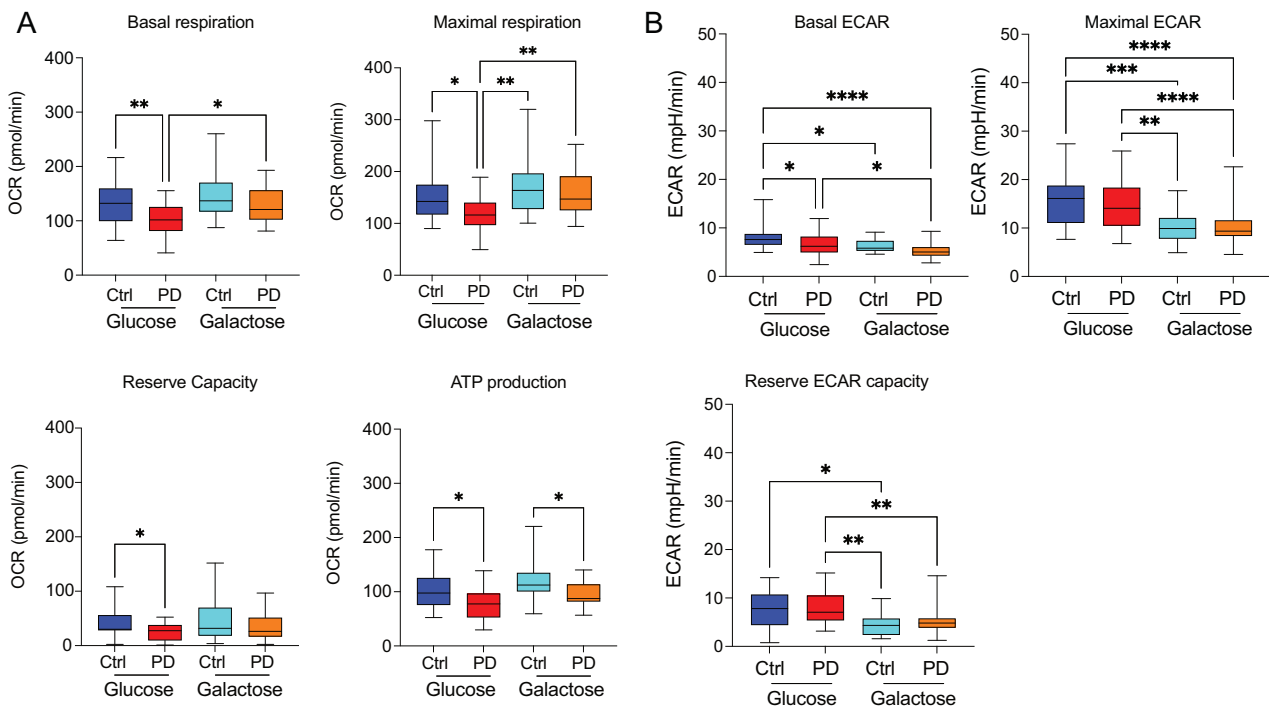 A
Basal respiration
OCR (pmol/min)
400
300
200
100
0
**
*
Ctrl PD Ctrl PD
Glucose Galactose
Maximal respiration
OCR (pmol/min)
400
300
200
100
0
*
**
**
Ctrl PD Ctrl PD
Glucose Galactose
B
Basal ECAR
ECAR (mpH/min)
50
40
30
20
10
0
****
*
*
*
Ctrl PD Ctrl PD
Glucose Galactose
Maximal ECAR
ECAR (mpH/min)
50
40
30
20
10
0
****
***
****
**
Ctrl PD Ctrl PD
Glucose Galactose
Reserve Capacity
OCR (pmol/min)
400
300
200
100
0
*
Ctrl PD Ctrl PD
Glucose Galactose
ATP production
OCR (pmol/min)
400
300
200
100
0
*
*
Ctrl PD Ctrl PD
Glucose Galactose
Reserve ECAR capacity
ECAR (mpH/min)
50
40
30
20
10
0
*
**
**
Ctrl PD Ctrl PD
Glucose Galactose